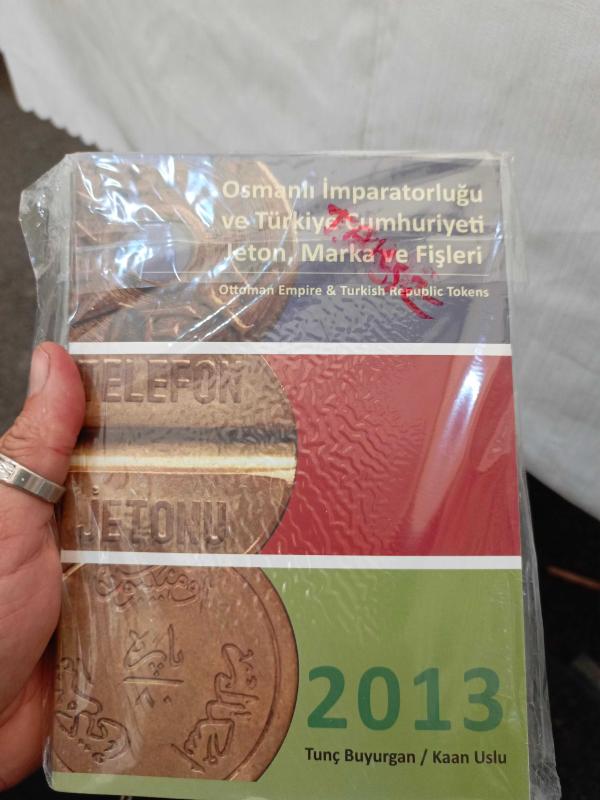 Osmanlı İmparatorluğu
ve Türkiye Cumhuriyeti
Jeton, Marka ve Fişleri
Ottoman Empire & Turkish Republic Tokens
TELEFON
JETONU
پاره
2013
Tunç Buyurgan / Kaan Uslu